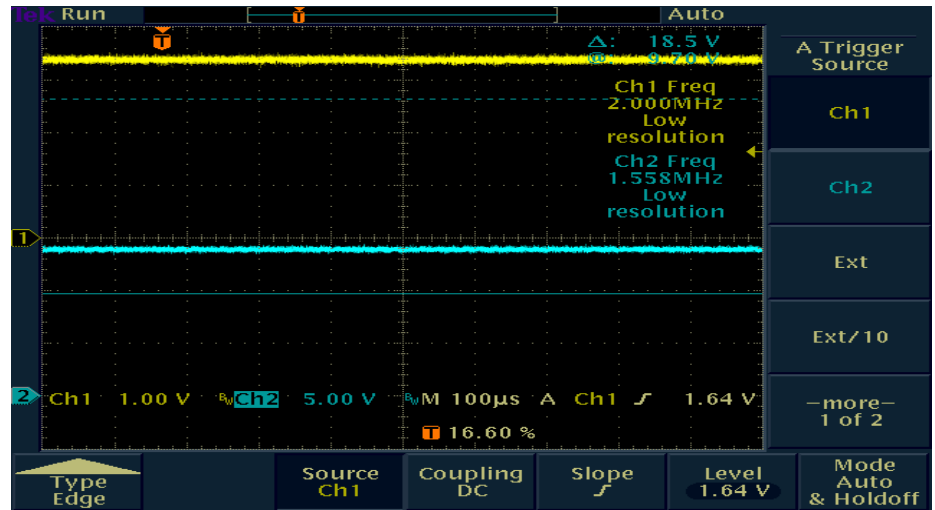 Tek Run
Auto
Δ: 18.5 V
@: 9.70 V
A Trigger
Source
Ch1 Freq
2.000MHz
Low
resolution
Ch1
Ch2 Freq
1.558MHz
Low
resolution
Ch2
1
Ext
Ext/10
2
Ch1 1.00 V BW Ch2 5.00 V BW M 100µs A Ch1 1.64 V
T 16.60 %
−more−
1 of 2
Type
Edge
Source
Ch1
Coupling
DC
Slope
Level
1.64 V
Mode
Auto
& Holdoff